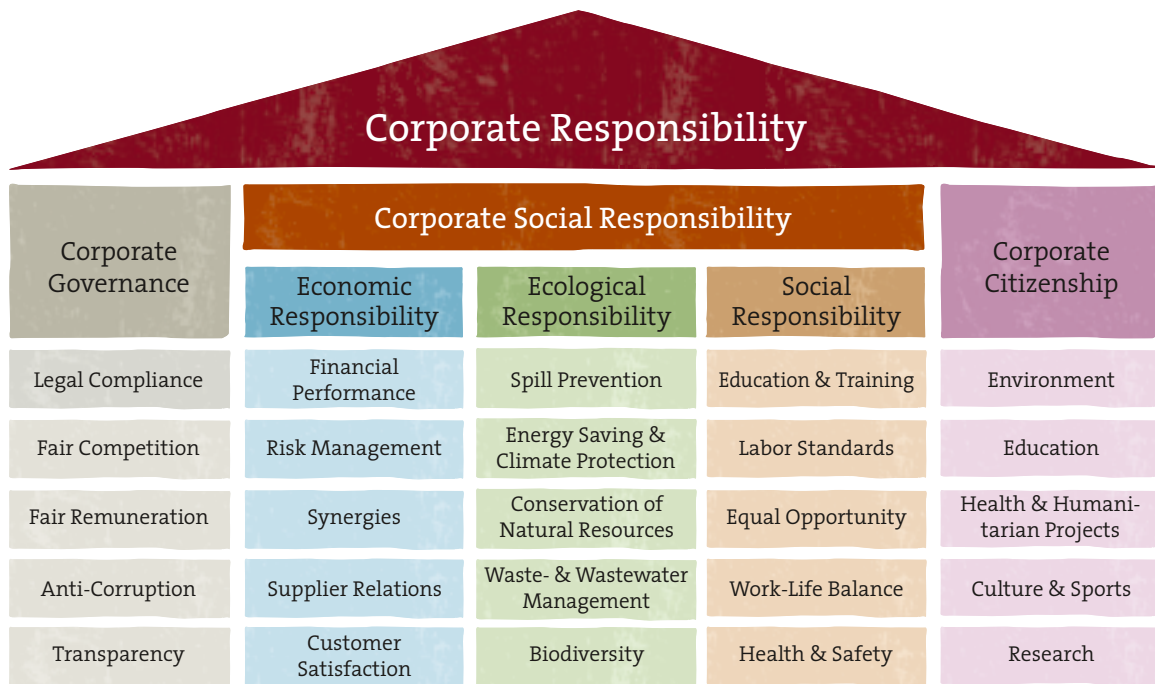 Corporate Responsibility
Corporate
Governance
Legal Compliance
Fair Competition
Fair Remuneration
Anti-Corruption
Transparency
Corporate Social Responsibility
Economic
Responsibility
Financial
Performance
Risk Management
Synergies
Supplier Relations
Customer
Satisfaction
Ecological
Responsibility
Spill Prevention
Energy Saving &
Climate Protection
Conservation of
Natural Resources
Waste- & Wastewater
Management
Biodiversity
Social
Responsibility
Education & Training
Labor Standards
Equal Opportunity
Work-Life Balance
Health & Safety
Corporate
Citizenship
Environment
Education
Health & Humani-
tarian Projects
Culture & Sports
Research